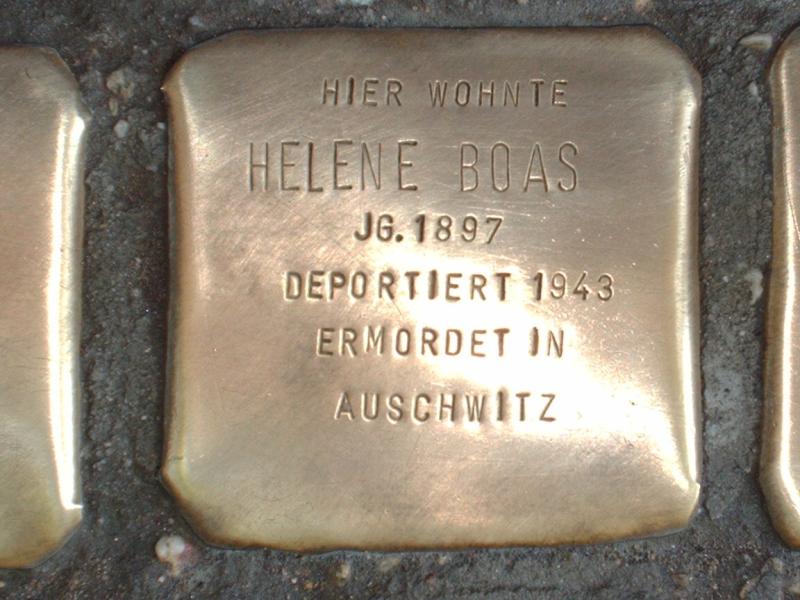 HIER WOHNTE
HELENE BOAS
JG. 1897
DEPORTIERT 1943
ERMORDET IN
AUSCHWITZ